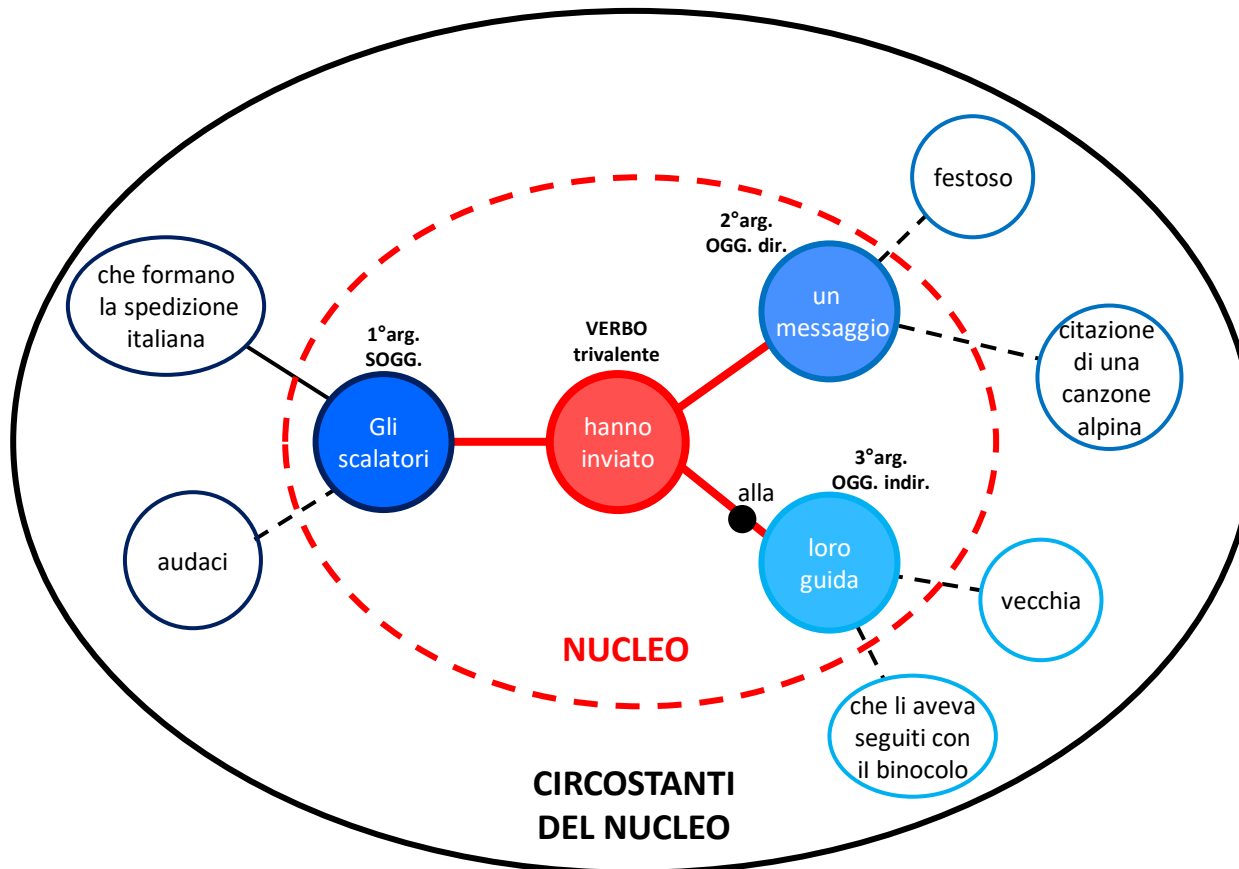 festoso
2°arg.
OGG. dir.
che formano
la spedizione
italiana
un
messaggio
citazione
di una
canzone
alpina
1°arg.
SOGG.
VERBO
trivalente
Gli
scalatori
hanno
inviato
3°arg.
OGG. indir.
alla
audaci
loro
guida
vecchia
NUCLEO
che li aveva
seguiti con
il binocolo
CIRCOSTANTI
DEL NUCLEO